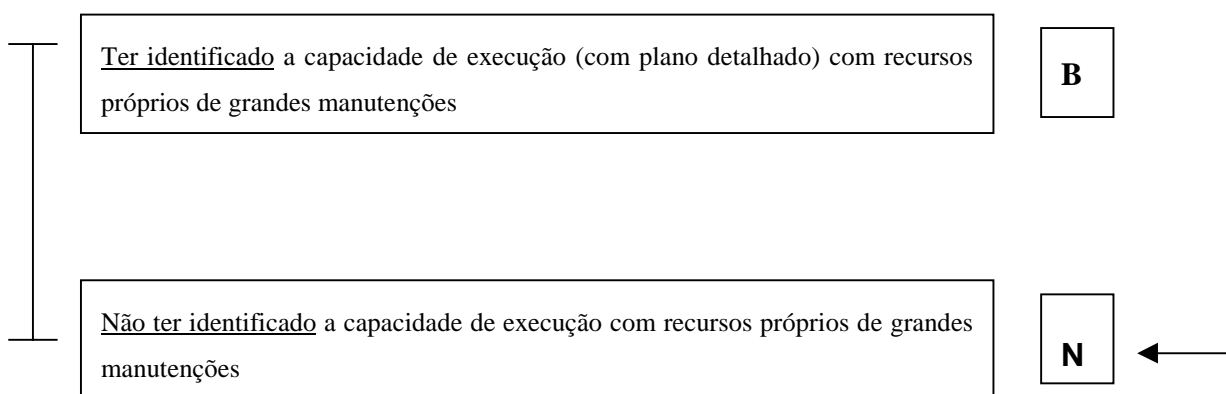 Ter identificado a capacidade de execução (com plano detalhado) com recursos
próprios de grandes manutenções
B
Não ter identificado a capacidade de execução com recursos próprios de grandes
manutenções
N